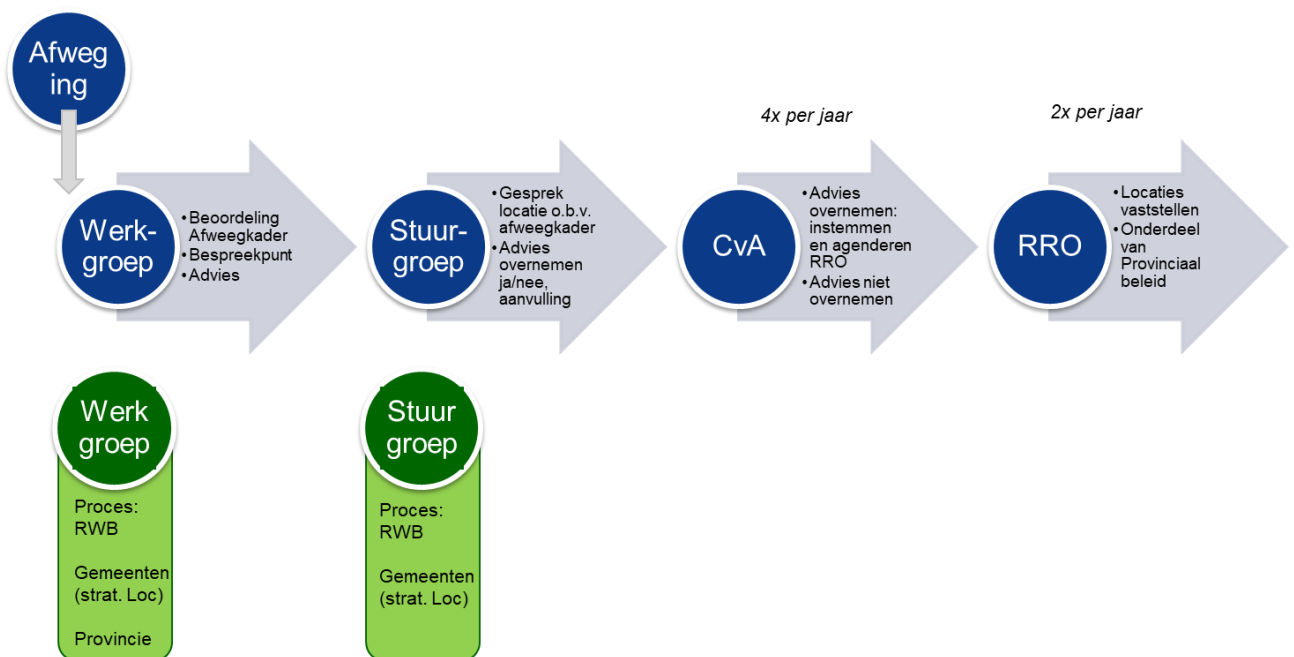 Afweg
ing
4x per jaar
2x per jaar
Werk-
groep
•Beoordeling
Afweegkader
•Bespreekpunt
•Advies
Stuur-
groep
•Gesprek
locatie o.b.v.
afweegkader
•Advies
overnemen
ja/nee,
aanvulling
CvA
•Advies
overnemen:
instemmen
en agenderen
RRO
•Advies niet
overnemen
RRO
•Locaties
vaststellen
•Onderdeel
van
Provinciaal
beleid
Werk
groep
Proces:
RWB
Gemeenten
(strat. Loc)
Provincie
Stuur
groep
Proces:
RWB
Gemeenten
(strat. Loc)